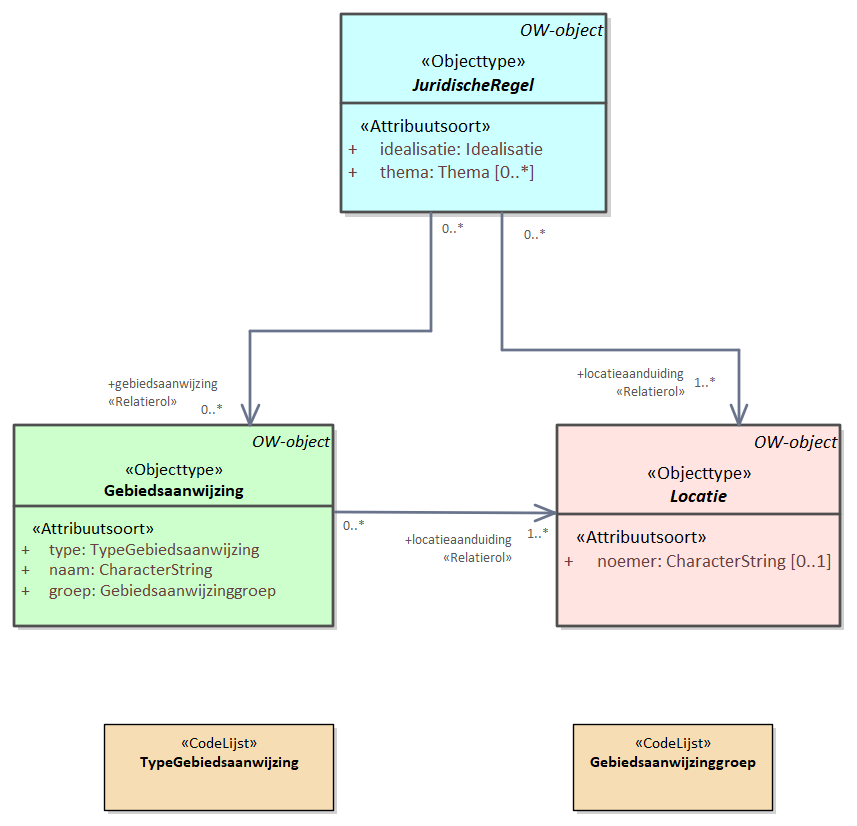 OW-object
«Objecttype»
JuridischeRegel
«Attribuutsoort»
+ idealisatie: Idealisatie
+ thema: Thema [0..*]
0..*
0..*
+gebiedsaanwijzing
«Relatierol»
0..*
+locatieaanduiding
«Relatierol»
1..*
OW-object
«Objecttype»
Gebiedsaanwijzing
«Attribuutsoort»
+ type: TypeGebiedsaanwijzing
+ naam: CharacterString
+ groep: Gebiedsaanwijzinggroep
0..*
+locatieaanduiding
«Relatierol»
1..*
OW-object
«Objecttype»
Locatie
«Attribuutsoort»
+ noemer: CharacterString [0..1]
«CodeLijst»
TypeGebiedsaanwijzing
«CodeLijst»
Gebiedsaanwijzinggroep